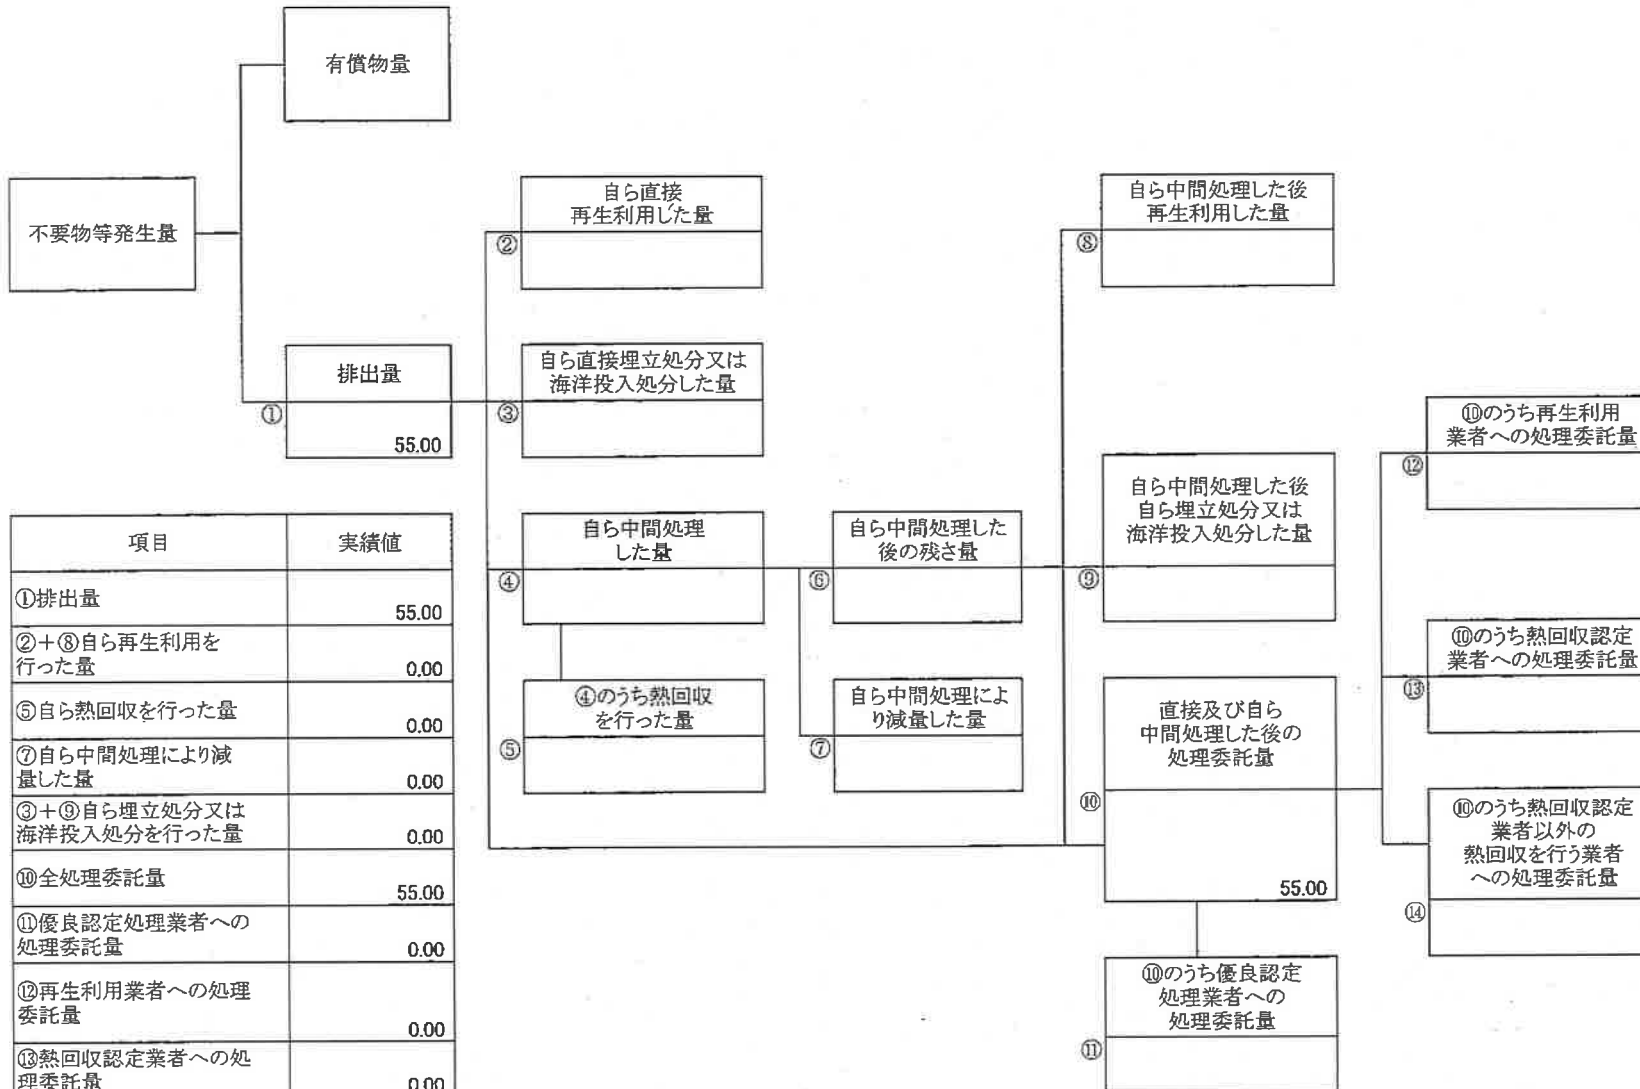 有償物量
不要物等発生量
自ら直接
再生利用した量
②
自ら中間処理した後
再生利用した量
⑧
排出量
①
55.00
自ら直接埋立処分又は
海洋投入処分した量
③
⑩のうち再生利用
業者への処理委託量
⑫
自ら中間処理
した量
④
自ら中間処理した
後の残さ量
⑥
自ら中間処理した後
自ら埋立処分又は
海洋投入処分した量
⑨
⑩のうち熱回収認定
業者への処理委託量
⑬
④のうち熱回収
を行った量
⑤
自ら中間処理によ
り減量した量
⑦
直接及び自ら
中間処理した後の
処理委託量
⑩
55.00
⑩のうち熱回収認定
業者以外の
熱回収を行う業者
への処理委託量
⑭
⑩のうち優良認定
処理業者への
処理委託量
⑪
項目 実績値
①排出量 55.00
②+⑧自ら再生利用を
行った量 0.00
⑤自ら熱回収を行った量 0.00
⑦自ら中間処理により減
量した量 0.00
③+⑨自ら埋立処分又は
海洋投入処分を行った量 0.00
⑩全処理委託量 55.00
⑪優良認定処理業者への
処理委託量 0.00
⑫再生利用業者への処理
委託量 0.00
⑬熱回収認定業者への処
理委託量 0.00